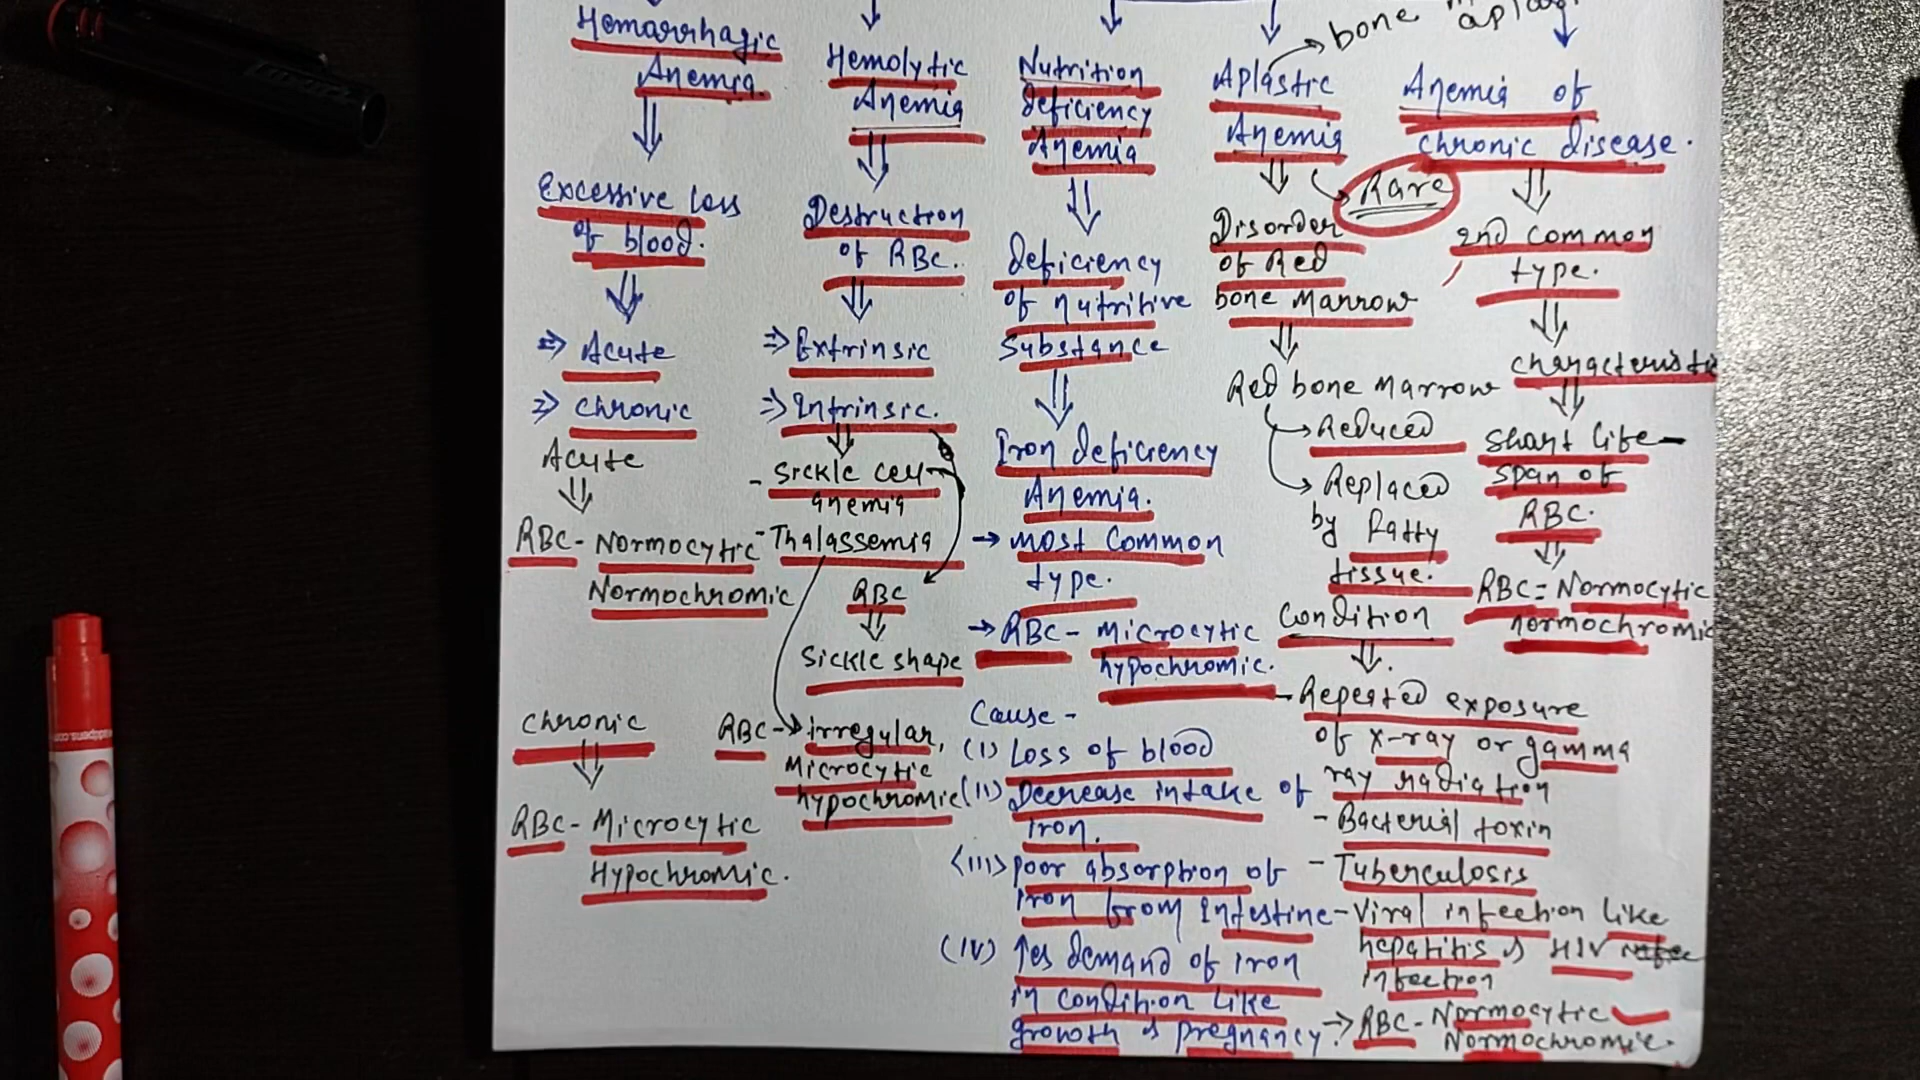 Hemorrhagic
Anemia.
Excessive loss
of blood.
⇒ Acute
⇒ chronic
Acute
RBC - Normocytic
Normochromic
chronic
RBC - Microcytic
Hypochromic.
Hemolytic
Anemia
Destruction
of RBC.
⇒ Extrinsic
⇒ Intrinsic.
- Sickle cell
anemia
- Thalassemia
RBC
Sickle shape
RBC → irregular,
Microcytic
hypochromic
Nutrition
deficiency
Anemia
deficiency
of nutritive
Substance
Iron deficiency
Anemia.
→ most common
type.
→ RBC - Microcytic
hypochromic.
Cause -
(I) Loss of blood
(II) Decrease intake of
iron.
(III) poor absorption of
iron from intestine
(IV) ↑es demand of iron
in condition like
growth & pregnancy.
bone
Aplastic
Anemia
Rare
Disorder
of Red
bone Marrow
Red bone Marrow
→ Reduced
→ Replaced
by Fatty
tissue.
Condition
- Repeated exposure
of x-ray or gamma
ray radiation
- Bacterial toxin
- Tuberculosis
- Viral infection like
hepatitis & HIV
infection
→ RBC - Normocytic
Normochromic.
Anemia of
chronic disease.
2nd common
type.
characteristic
Short life-
span of
RBC.
RBC = Normocytic
normochromic